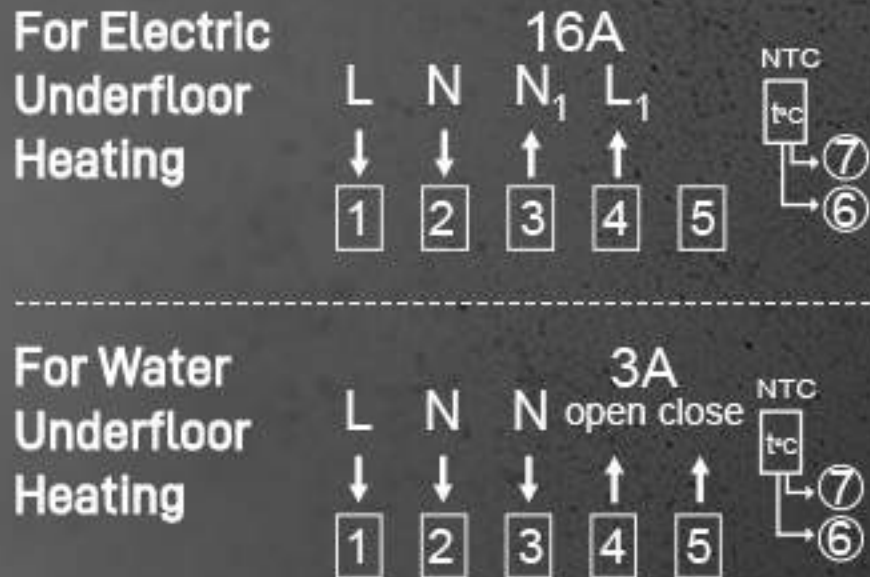 For Electric
Underfloor
Heating
16A
L N N₁ L₁
1 2 3 4 5
NTC
t°C
7
6
For Water
Underfloor
Heating
3A
L N N open close
1 2 3 4 5
NTC
t°C
7
6